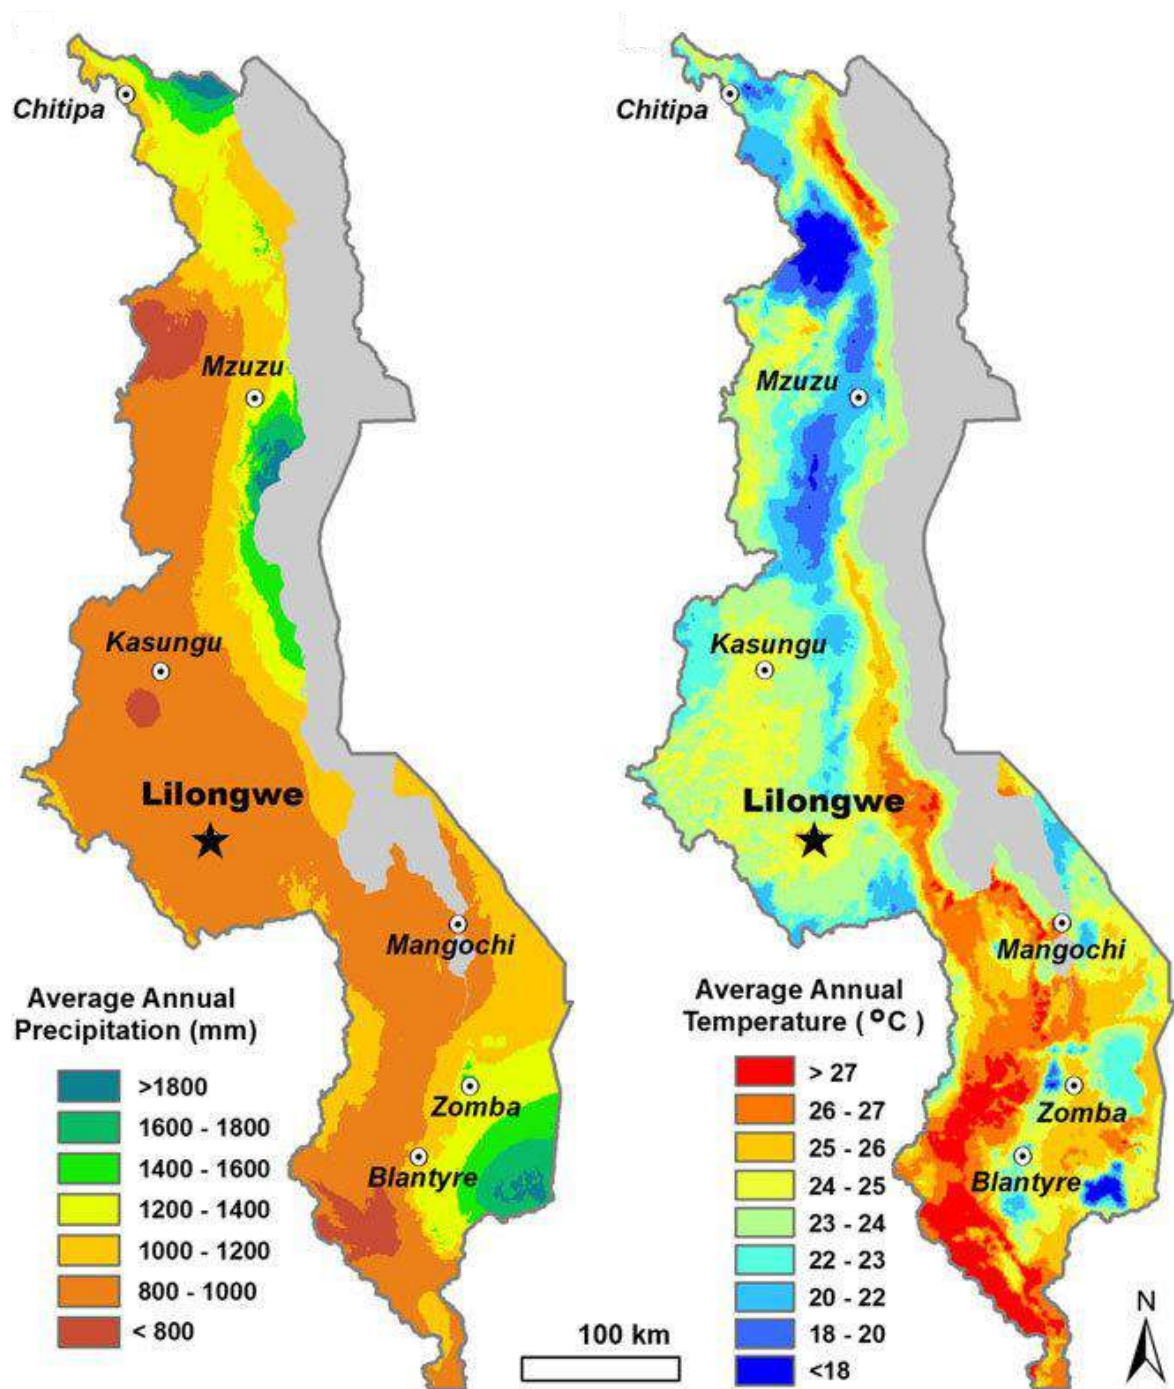 Chitipa
Mzuzu
Kasungu
Lilongwe
Mangochi
Zomba
Blantyre
Average Annual
Precipitation (mm)
>1800
1600 - 1800
1400 - 1600
1200 - 1400
1000 - 1200
800 - 1000
< 800
100 km
Chitipa
Mzuzu
Kasungu
Lilongwe
Mangochi
Zomba
Blantyre
Average Annual
Temperature (°C )
> 27
26 - 27
25 - 26
24 - 25
23 - 24
22 - 23
20 - 22
18 - 20
<18
N